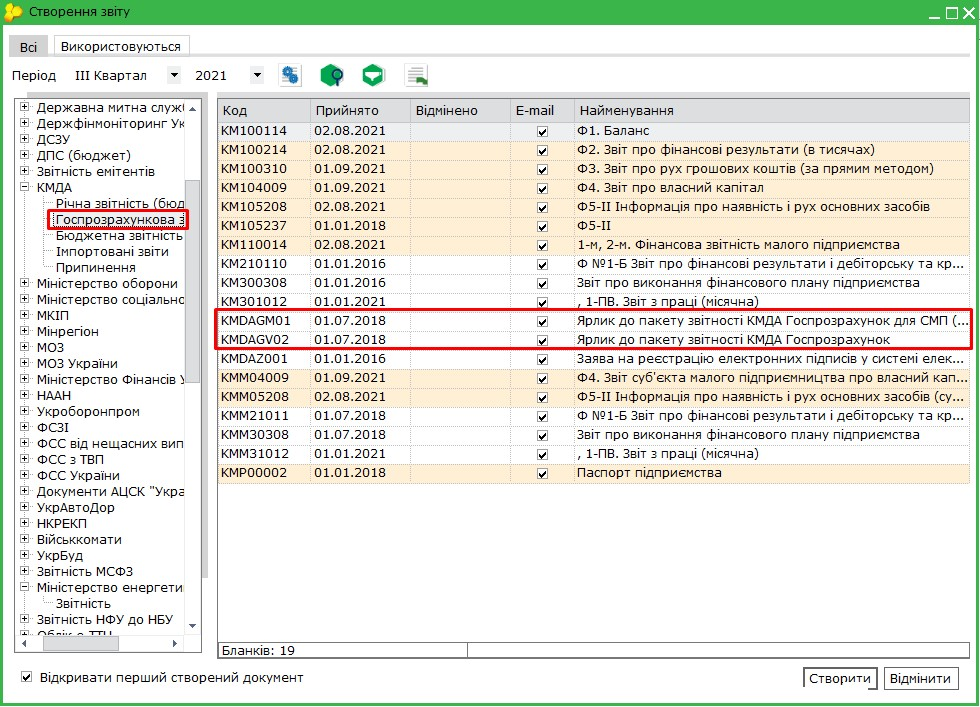 Створення звіту
Всі Використовуються
Період III Квартал 2021
Державна митна служб
Держфінмоніторинг Ук
ДСЗУ
ДПС (бюджет)
Звітність емітентів
КМДА
Річна звітність (бюд
Госпрозрахункова з
Бюджетна звітність
Імпортовані звіти
Припинення
Міністерство оборони
Міністерство соціально
МКІП
Мінрегіон
МОЗ
МОЗ України
Міністерство Фінансів У
НААН
Укроборонпром
ФСЗІ
ФСС від нещасних вип
ФСС з ТВП
ФСС України
Документи АЦСК "Укра
УкрАвтоДор
НКРЕКП
Військкомати
УкрБуд
Звітність МСФЗ
Міністерство енергети
Звітність
Звітність НФУ до НБУ
Облік е-ТТН
Код Прийнято Відмінено E-mail Найменування
KM100114 02.08.2021 Ф1. Баланс
KM100214 02.08.2021 Ф2. Звіт про фінансові результати (в тисячах)
KM100310 01.09.2021 Ф3. Звіт про рух грошових коштів (за прямим методом)
KM104009 01.09.2021 Ф4. Звіт про власний капітал
KM105208 02.08.2021 Ф5-II Інформація про наявність і рух основних засобів
KM105237 01.01.2018 Ф5-II
KM110014 02.08.2021 1-м, 2-м. Фінансова звітність малого підприємства
KM210110 01.01.2016 Ф №1-Б Звіт про фінансові результати і дебіторську та кр...
KM300308 01.01.2018 Звіт про виконання фінансового плану підприємства
KM301012 01.01.2021 , 1-ПВ. Звіт з праці (місячна)
KMDAGM01 01.07.2018 Ярлик до пакету звітності КМДА Госпрозрахунок для СМП (...
KMDAGV02 01.07.2018 Ярлик до пакету звітності КМДА Госпрозрахунок
KMDAZ001 01.01.2016 Заява на реєстрацію електронних підписів у системі елек...
KMM04009 01.09.2021 Ф4. Звіт суб'єкта малого підприємництва про власний кап...
KMM05208 02.08.2021 Ф5-II Інформація про наявність і рух основних засобів (су...
KMM21011 01.07.2018 Ф №1-Б Звіт про фінансові результати і дебіторську та кр...
KMM30308 01.07.2018 Звіт про виконання фінансового плану підприємства
KMM31012 01.01.2021 , 1-ПВ. Звіт з праці (місячна)
KMP00002 01.01.2018 Паспорт підприємства
Бланків: 19
Відкривати перший створений документ
Створити Відмінити